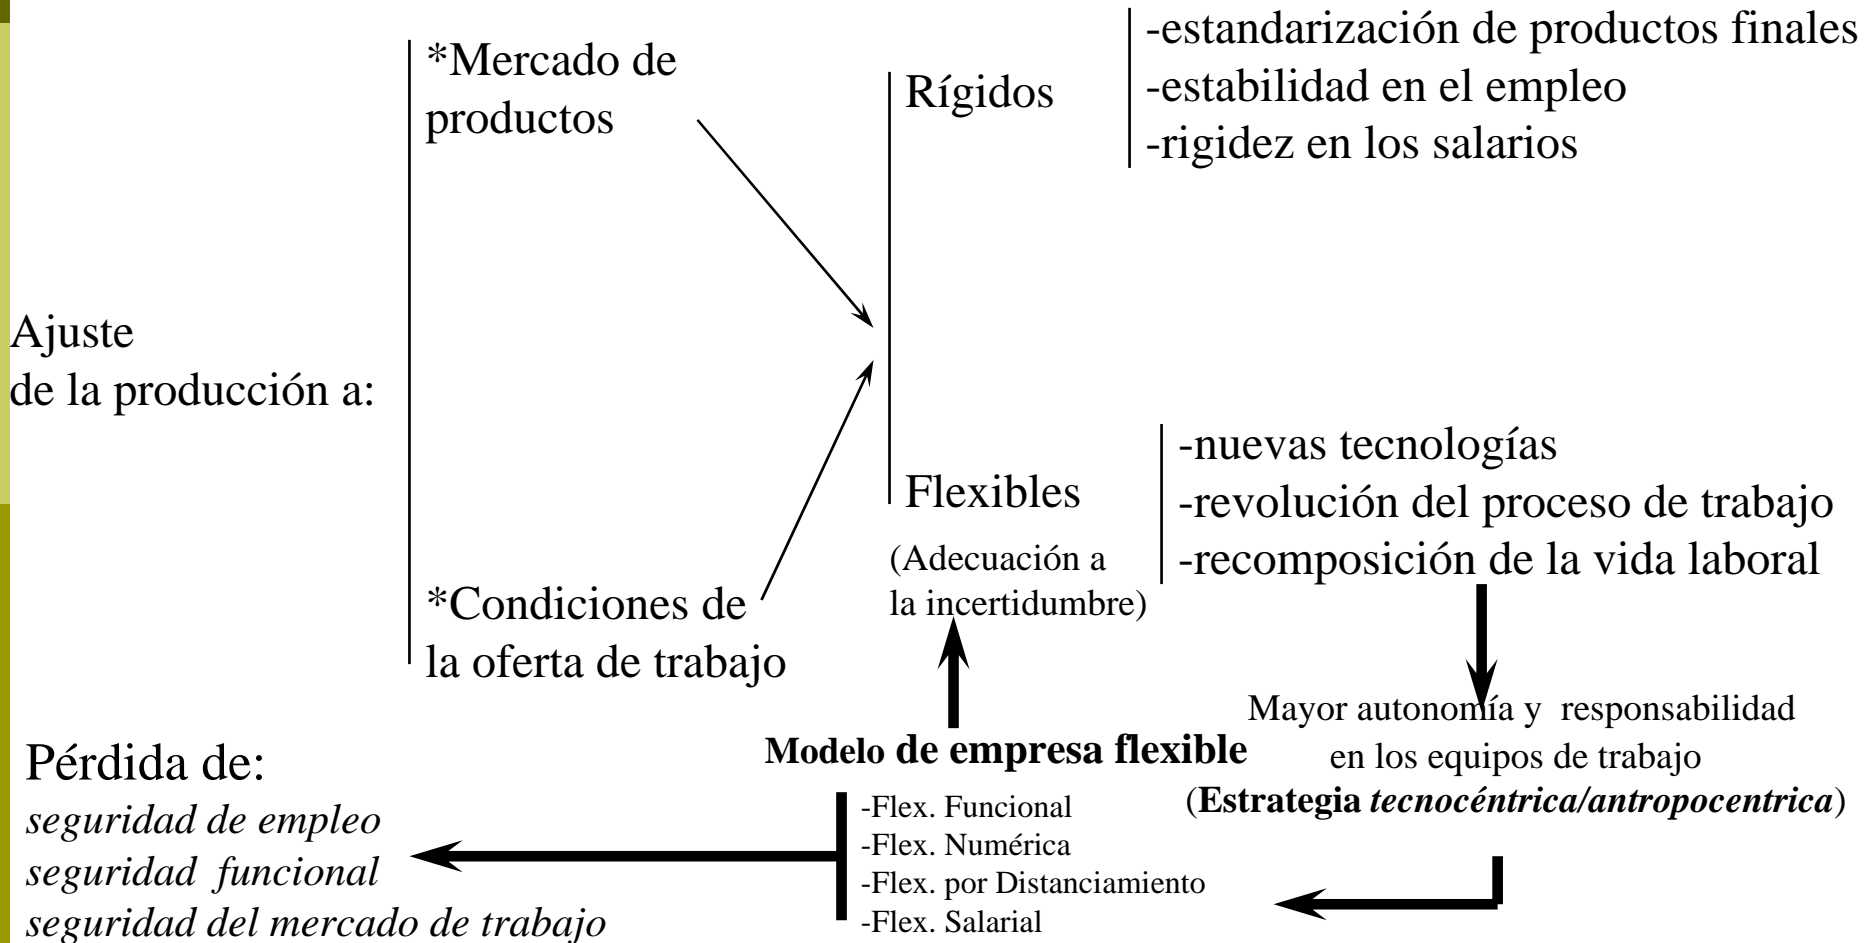 Ajuste
de la producción a:
*Mercado de
productos
*Condiciones de
la oferta de trabajo
Rígidos
-estandarización de productos finales
-estabilidad en el empleo
-rigidez en los salarios
Flexibles
(Adecuación a
la incertidumbre)
-nuevas tecnologías
-revolución del proceso de trabajo
-recomposición de la vida laboral
Mayor autonomía y responsabilidad
en los equipos de trabajo
(Estrategia tecnocéntrica/antropocentrica)
Modelo de empresa flexible
-Flex. Funcional
-Flex. Numérica
-Flex. por Distanciamiento
-Flex. Salarial
Pérdida de:
seguridad de empleo
seguridad funcional
seguridad del mercado de trabajo